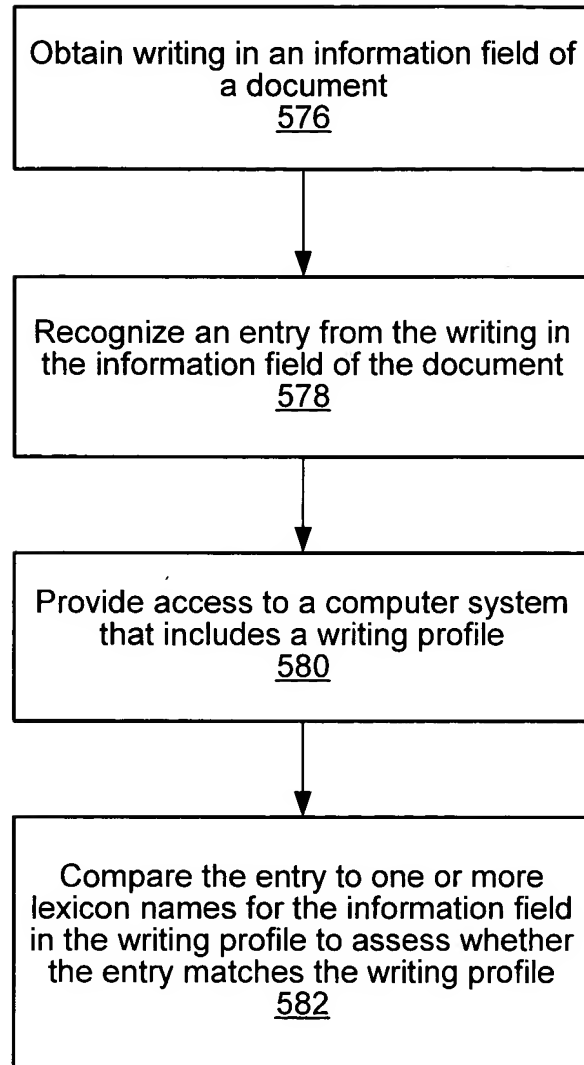 Obtain writing in an information field of
a document
576
Recognize an entry from the writing in
the information field of the document
578
Provide access to a computer system
that includes a writing profile
580
Compare the entry to one or more
lexicon names for the information field
in the writing profile to assess whether
the entry matches the writing profile
582